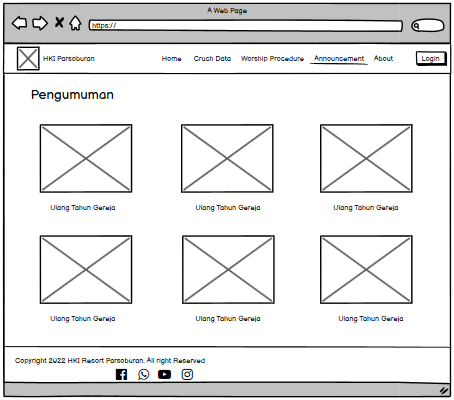 A Web Page
https://
HKI Parsoburan Home Cruch Data Worship Procedure Announcement About Login
Pengumuman
Ulang Tahun Gereja Ulang Tahun Gereja Ulang Tahun Gereja
Ulang Tahun Gereja Ulang Tahun Gereja Ulang Tahun Gereja
Copyright 2022 HKI Resort Parsoburan. All right Reserved